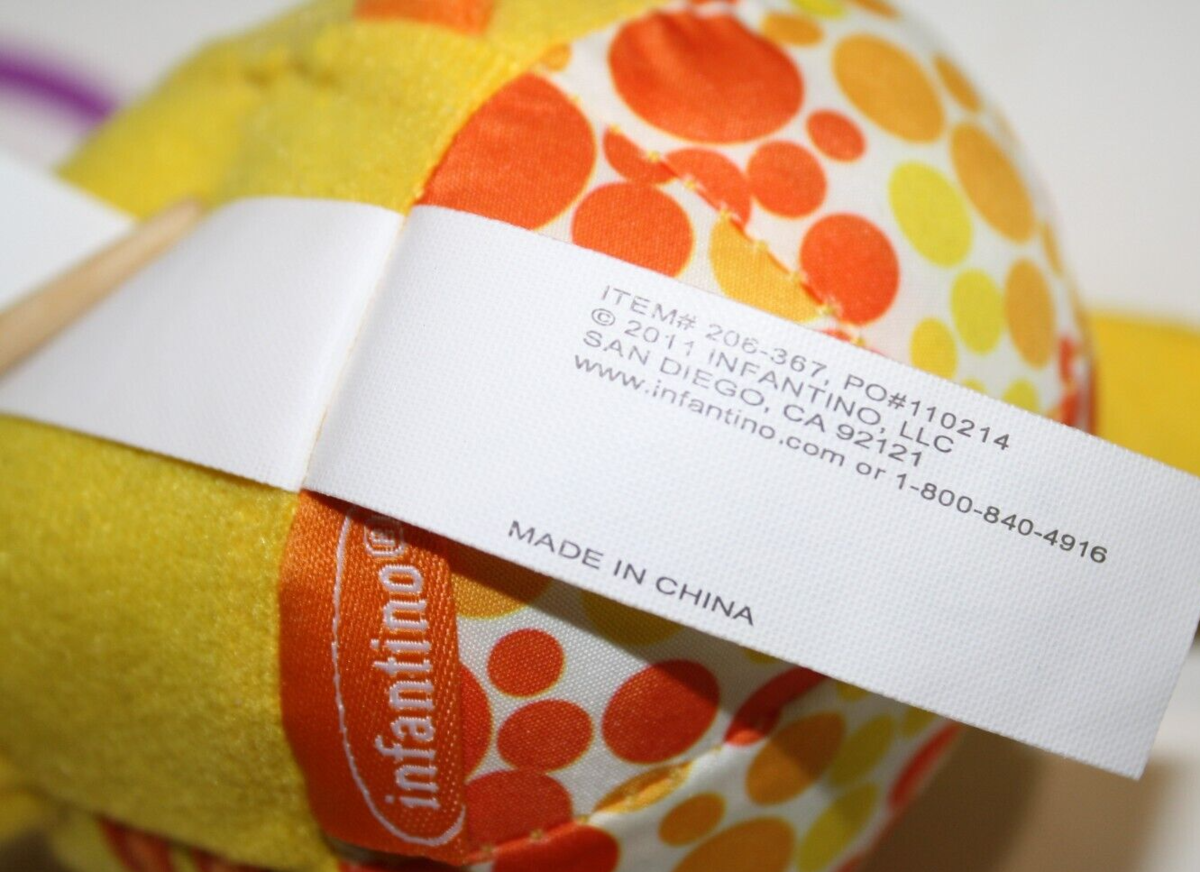 ITEM# 206-367, PO#110214
© 2011 INFANTINO, LLC
SAN DIEGO, CA 92121
www.infantino.com or 1-800-840-4916
MADE IN CHINA
infantino®